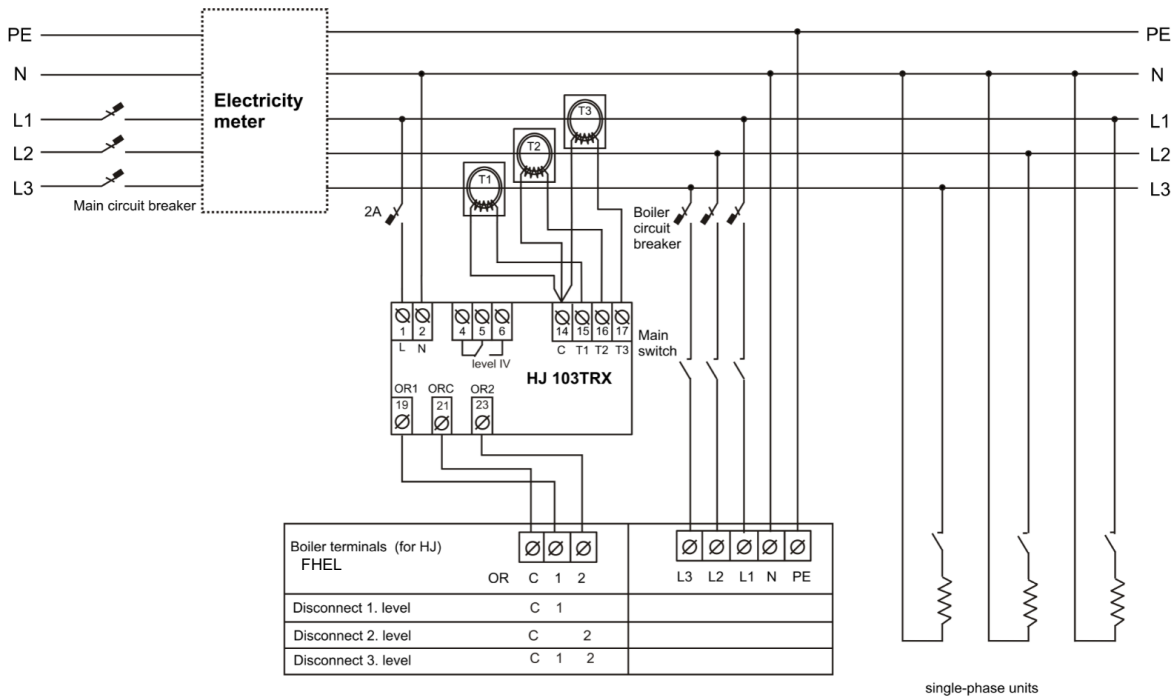 PE
PE
N
N
Electricity
meter
T3
L1
L1
T2
L2
L2
T1
L3
L3
Main circuit breaker
2A
Boiler
circuit
breaker
1 2 4 5 6 14 15 16 17
L N
level IV
C T1 T2 T3
Main
switch
HJ 103TRX
OR1 ORC OR2
19 21 23
Boiler terminals (for HJ)
FHEL
OR C 1 2
L3 L2 L1 N PE
Disconnect 1. level C 1
Disconnect 2. level C 2
Disconnect 3. level C 1 2
single-phase units